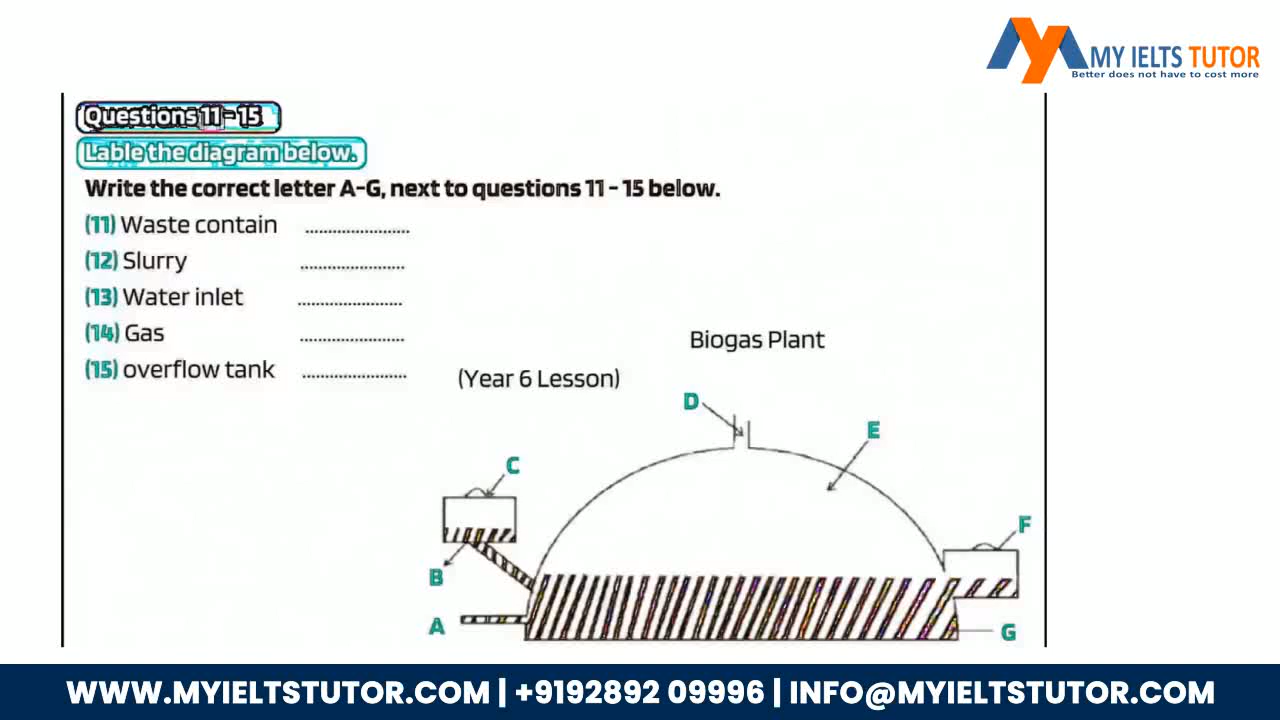 MY IELTS TUTOR
Better does not have to cost more
Questions 11 - 15
Lable the diagram below.
Write the correct letter A-G, next to questions 11 - 15 below.
(11) Waste contain .......................
(12) Slurry .......................
(13) Water inlet .......................
(14) Gas .......................
(15) overflow tank .......................
Biogas Plant
(Year 6 Lesson)
D
E
C
F
B
A
G
WWW.MYIELTSTUTOR.COM | +9192892 09996 | INFO@MYIELTSTUTOR.COM